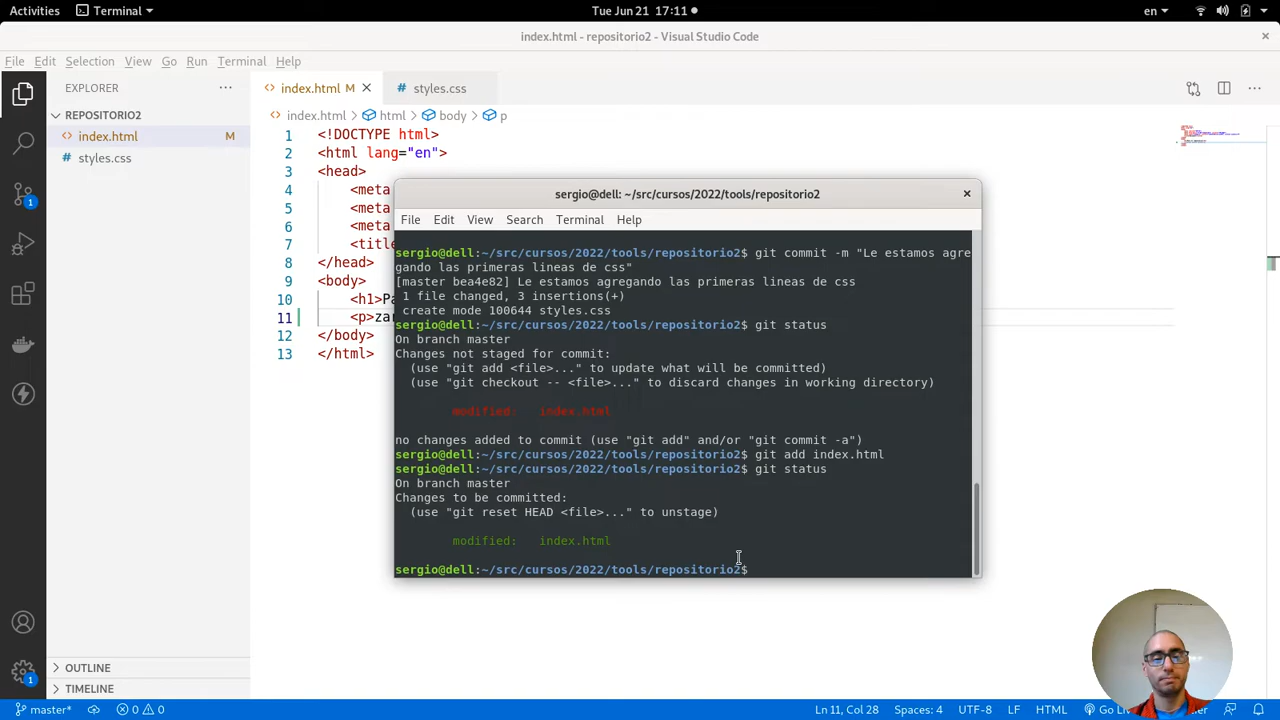 Activities
Terminal
Tue Jun 21 17:11
en
index.html - repositorio2 - Visual Studio Code
File Edit Selection View Go Run Terminal Help
EXPLORER
index.html M
styles.css
REPOSITORIO2
index.html M
styles.css
index.html > html > body > p
1 <!DOCTYPE html>
2 <html lang="en">
3 <head>
4 <meta
5 <meta
6 <meta
7 <titl
8 </head>
9 <body>
10 <h1>P
11 <p>za
12 </body>
13 </html>
sergio@dell: ~/src/cursos/2022/tools/repositorio2
File Edit View Search Terminal Help
sergio@dell:~/src/cursos/2022/tools/repositorio2$ git commit -m "Le estamos agre
gando las primeras lineas de css"
[master bea4e82] Le estamos agregando las primeras lineas de css
1 file changed, 3 insertions(+)
create mode 100644 styles.css
sergio@dell:~/src/cursos/2022/tools/repositorio2$ git status
On branch master
Changes not staged for commit:
(use "git add <file>..." to update what will be committed)
(use "git checkout -- <file>..." to discard changes in working directory)
modified: index.html
no changes added to commit (use "git add" and/or "git commit -a")
sergio@dell:~/src/cursos/2022/tools/repositorio2$ git add index.html
sergio@dell:~/src/cursos/2022/tools/repositorio2$ git status
On branch master
Changes to be committed:
(use "git reset HEAD <file>..." to unstage)
modified: index.html
sergio@dell:~/src/cursos/2022/tools/repositorio2$
1
1
OUTLINE
TIMELINE
master* 0 0
Ln 11, Col 28
Spaces: 4
UTF-8
LF
HTML
Go Li